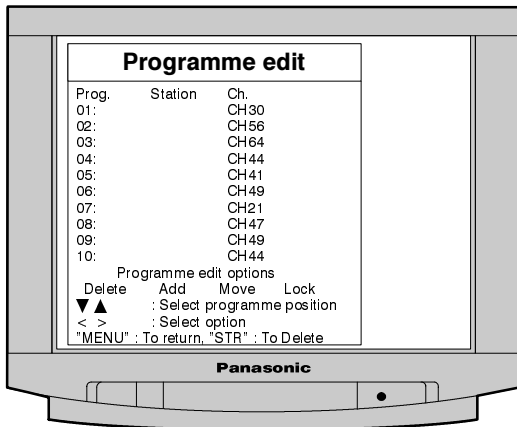 Programme edit
Prog. Station Ch.
01: CH30
02: CH56
03: CH64
04: CH44
05: CH41
06: CH49
07: CH21
08: CH47
09: CH49
10: CH44
Programme edit options
Delete Add Move Lock
▼▲ : Select programme position
< > : Select option
"MENU" : To return, "STR" : To Delete
Panasonic